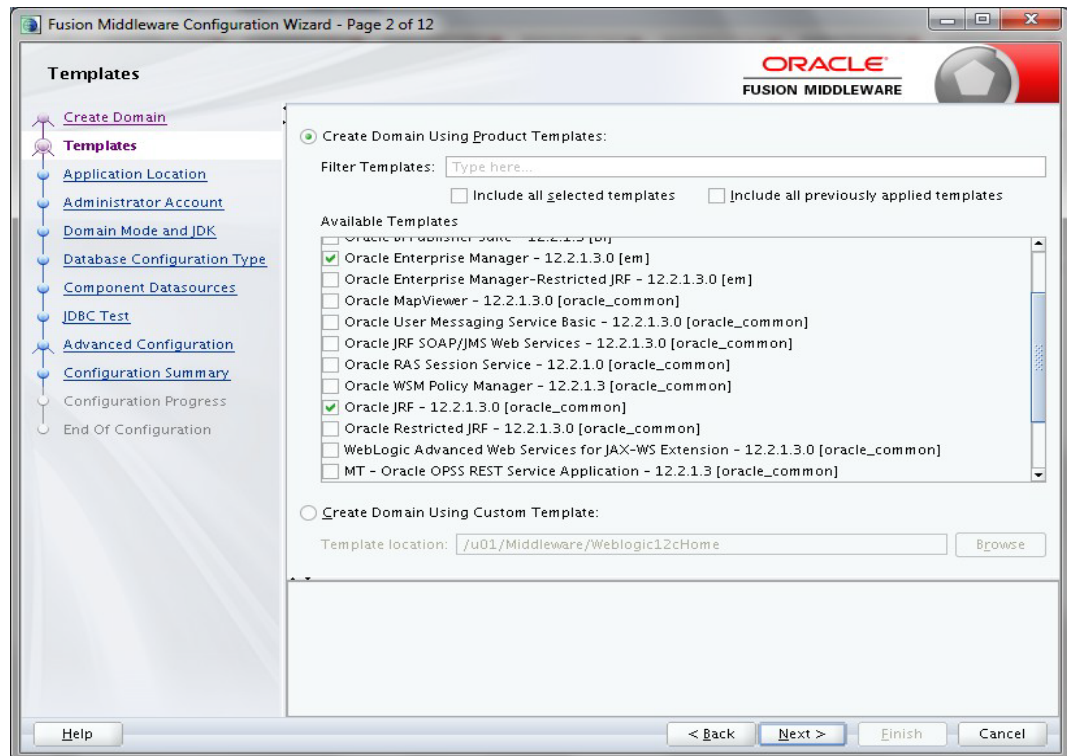 Fusion Middleware Configuration Wizard - Page 2 of 12
Templates
ORACLE
FUSION MIDDLEWARE
Create Domain
Templates
Application Location
Administrator Account
Domain Mode and JDK
Database Configuration Type
Component Datasources
JDBC Test
Advanced Configuration
Configuration Summary
Configuration Progress
End Of Configuration
Create Domain Using Product Templates:
Filter Templates: Type here...
Include all selected templates Include all previously applied templates
Available Templates
Oracle BI Publisher Suite - 12.2.1.3 [bi]
Oracle Enterprise Manager - 12.2.1.3.0 [em]
Oracle Enterprise Manager-Restricted JRF - 12.2.1.3.0 [em]
Oracle MapViewer - 12.2.1.3.0 [oracle_common]
Oracle User Messaging Service Basic - 12.2.1.3.0 [oracle_common]
Oracle JRF SOAP/JMS Web Services - 12.2.1.3.0 [oracle_common]
Oracle RAS Session Service - 12.2.1.0 [oracle_common]
Oracle WSM Policy Manager - 12.2.1.3 [oracle_common]
Oracle JRF - 12.2.1.3.0 [oracle_common]
Oracle Restricted JRF - 12.2.1.3.0 [oracle_common]
WebLogic Advanced Web Services for JAX-WS Extension - 12.2.1.3.0 [oracle_common]
MT - Oracle OPSS REST Service Application - 12.2.1.3 [oracle_common]
Create Domain Using Custom Template:
Template location: /u01/Middleware/Weblogic12cHome Browse
Help < Back Next > Finish Cancel